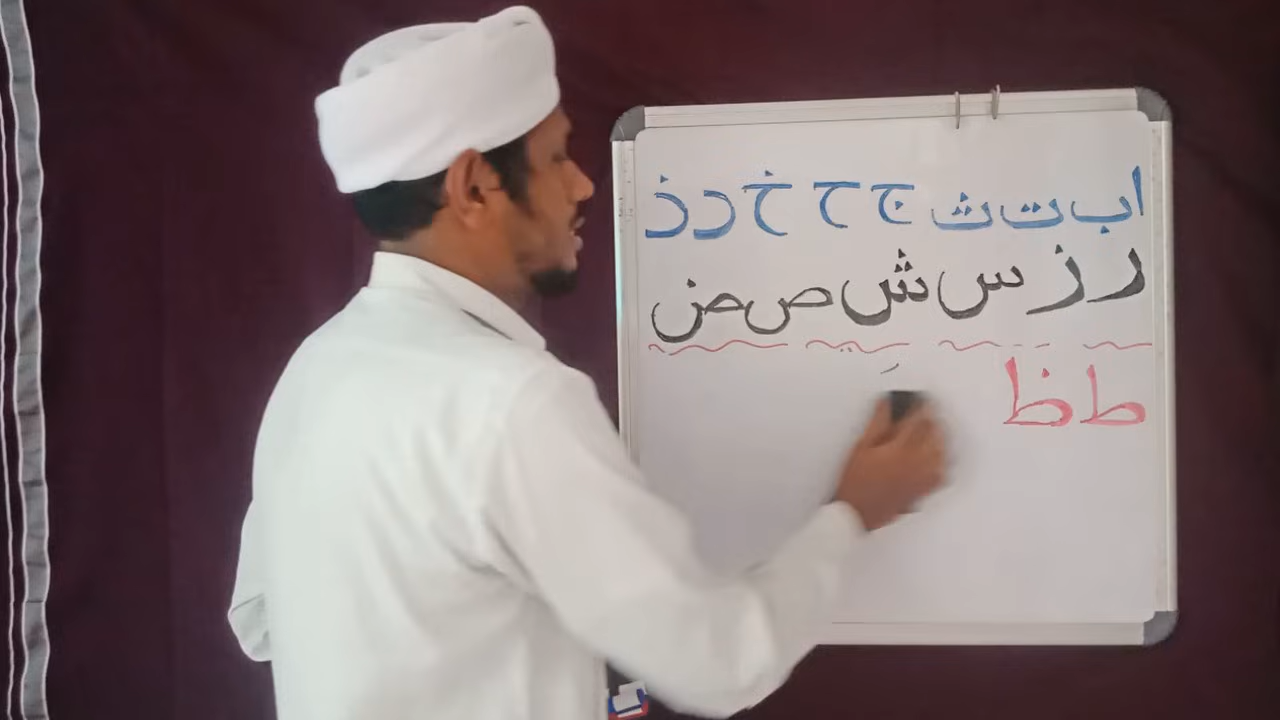 ا ب ت ث ج ح خ د ذ
ر ز س ش ص ض
ط ظ